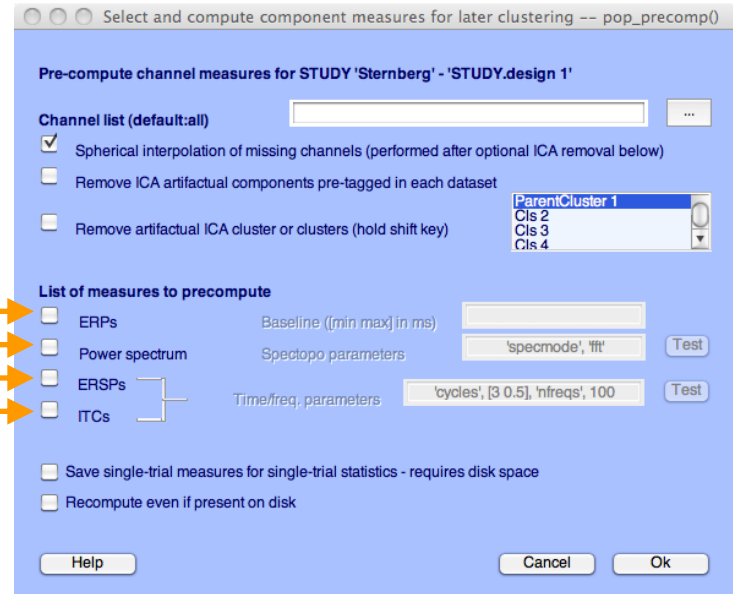 Select and compute component measures for later clustering -- pop_precomp()
Pre-compute channel measures for STUDY 'Sternberg' - 'STUDY.design 1'
Channel list (default:all)
...
Spherical interpolation of missing channels (performed after optional ICA removal below)
Remove ICA artifactual components pre-tagged in each dataset
Remove artifactual ICA cluster or clusters (hold shift key)
ParentCluster 1
Cls 2
Cls 3
Cls 4
List of measures to precompute
ERPs Baseline ([min max] in ms)
Power spectrum Spectopo parameters 'specmode', 'fft' Test
ERSPs
Time/freq. parameters 'cycles', [3 0.5], 'nfreqs', 100 Test
ITCs
Save single-trial measures for single-trial statistics - requires disk space
Recompute even if present on disk
Help Cancel Ok